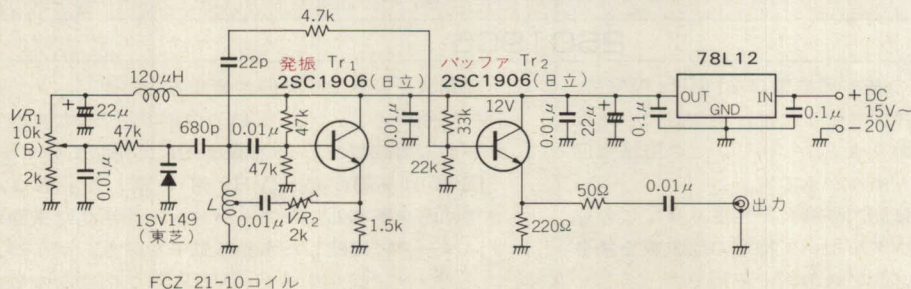 4.7k
22p
発振 Tr1
2SC1906(日立)
バッファ Tr2
2SC1906(日立)
78L12
OUT
IN
GND
12V
+ DC
15V~
- 20V
120μH
+
22μ
VR1
10k
(B)
47k
680p
0.01μ
47k
0.01μ
33k
0.01μ
+
22μ
0.1μ
0.1μ
2k
0.01μ
1SV149
(東芝)
L
47k
0.01μ
VR2
2k
1.5k
22k
50Ω
0.01μ
出力
220Ω
FCZ 21-10コイル